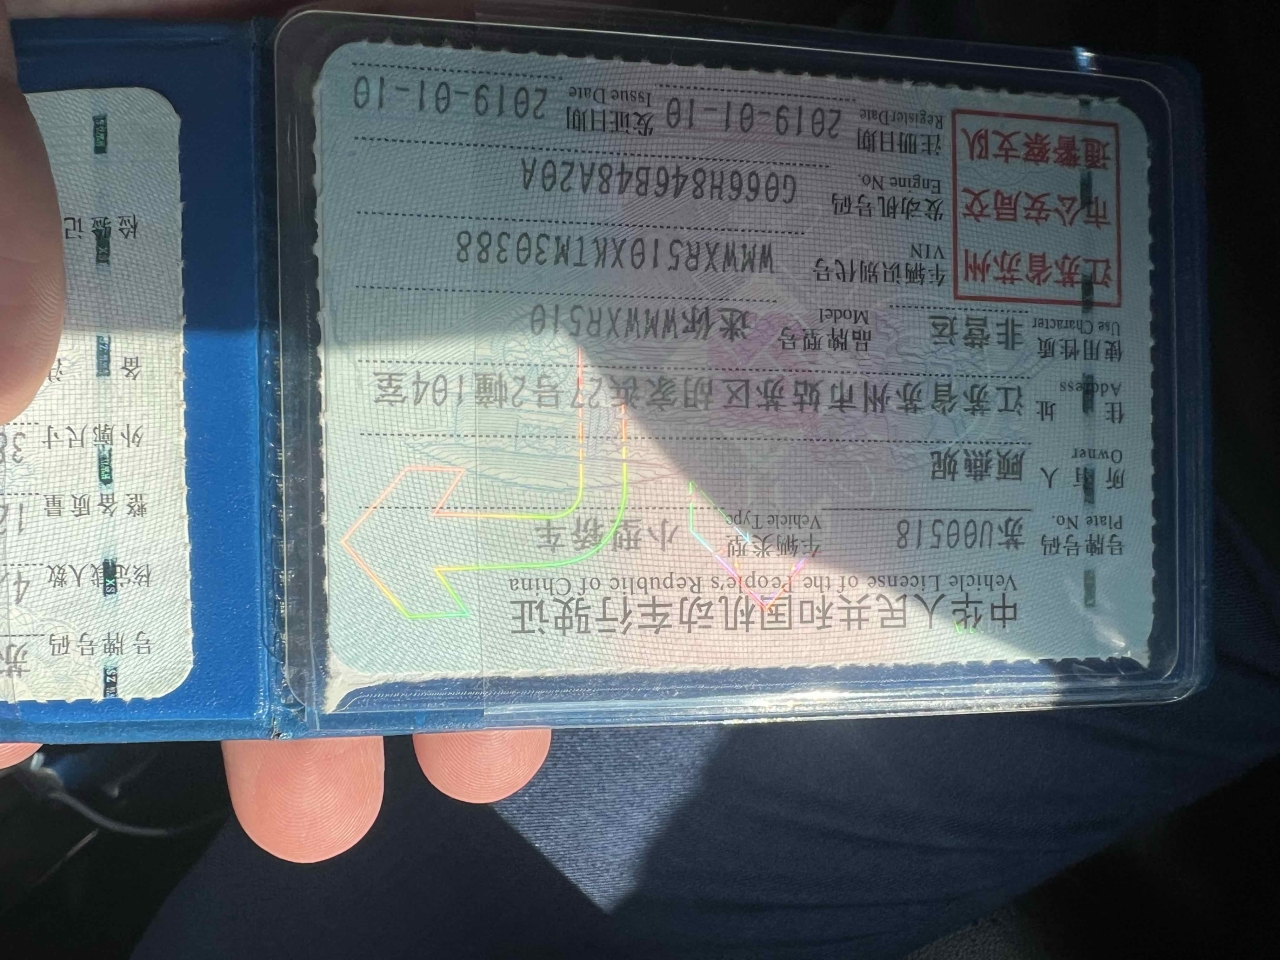 中华人民共和国机动车行驶证
Vehicle License of the People's Republic of China
号牌号码 苏U00518 车辆类型 小型轿车
Plate No. Vehicle Type
所有人 顾燕妮
Owner
住址 江苏省苏州市姑苏区胡家浜27号2幢104室
Address
使用性质 非营运 品牌型号 迷你WMWXR510
Use Character Model
江苏省苏州
市公安局交
通警察支队
车辆识别代号 WMWXR510XKTM30388
VIN
发动机号码 G066H846B48A20A
Engine No.
注册日期 2019-01-10 发证日期 2019-01-10
Register Date Issue Date
号牌号码 苏
核定载人数 4
整备质量
外廓尺寸 38
备
检验记